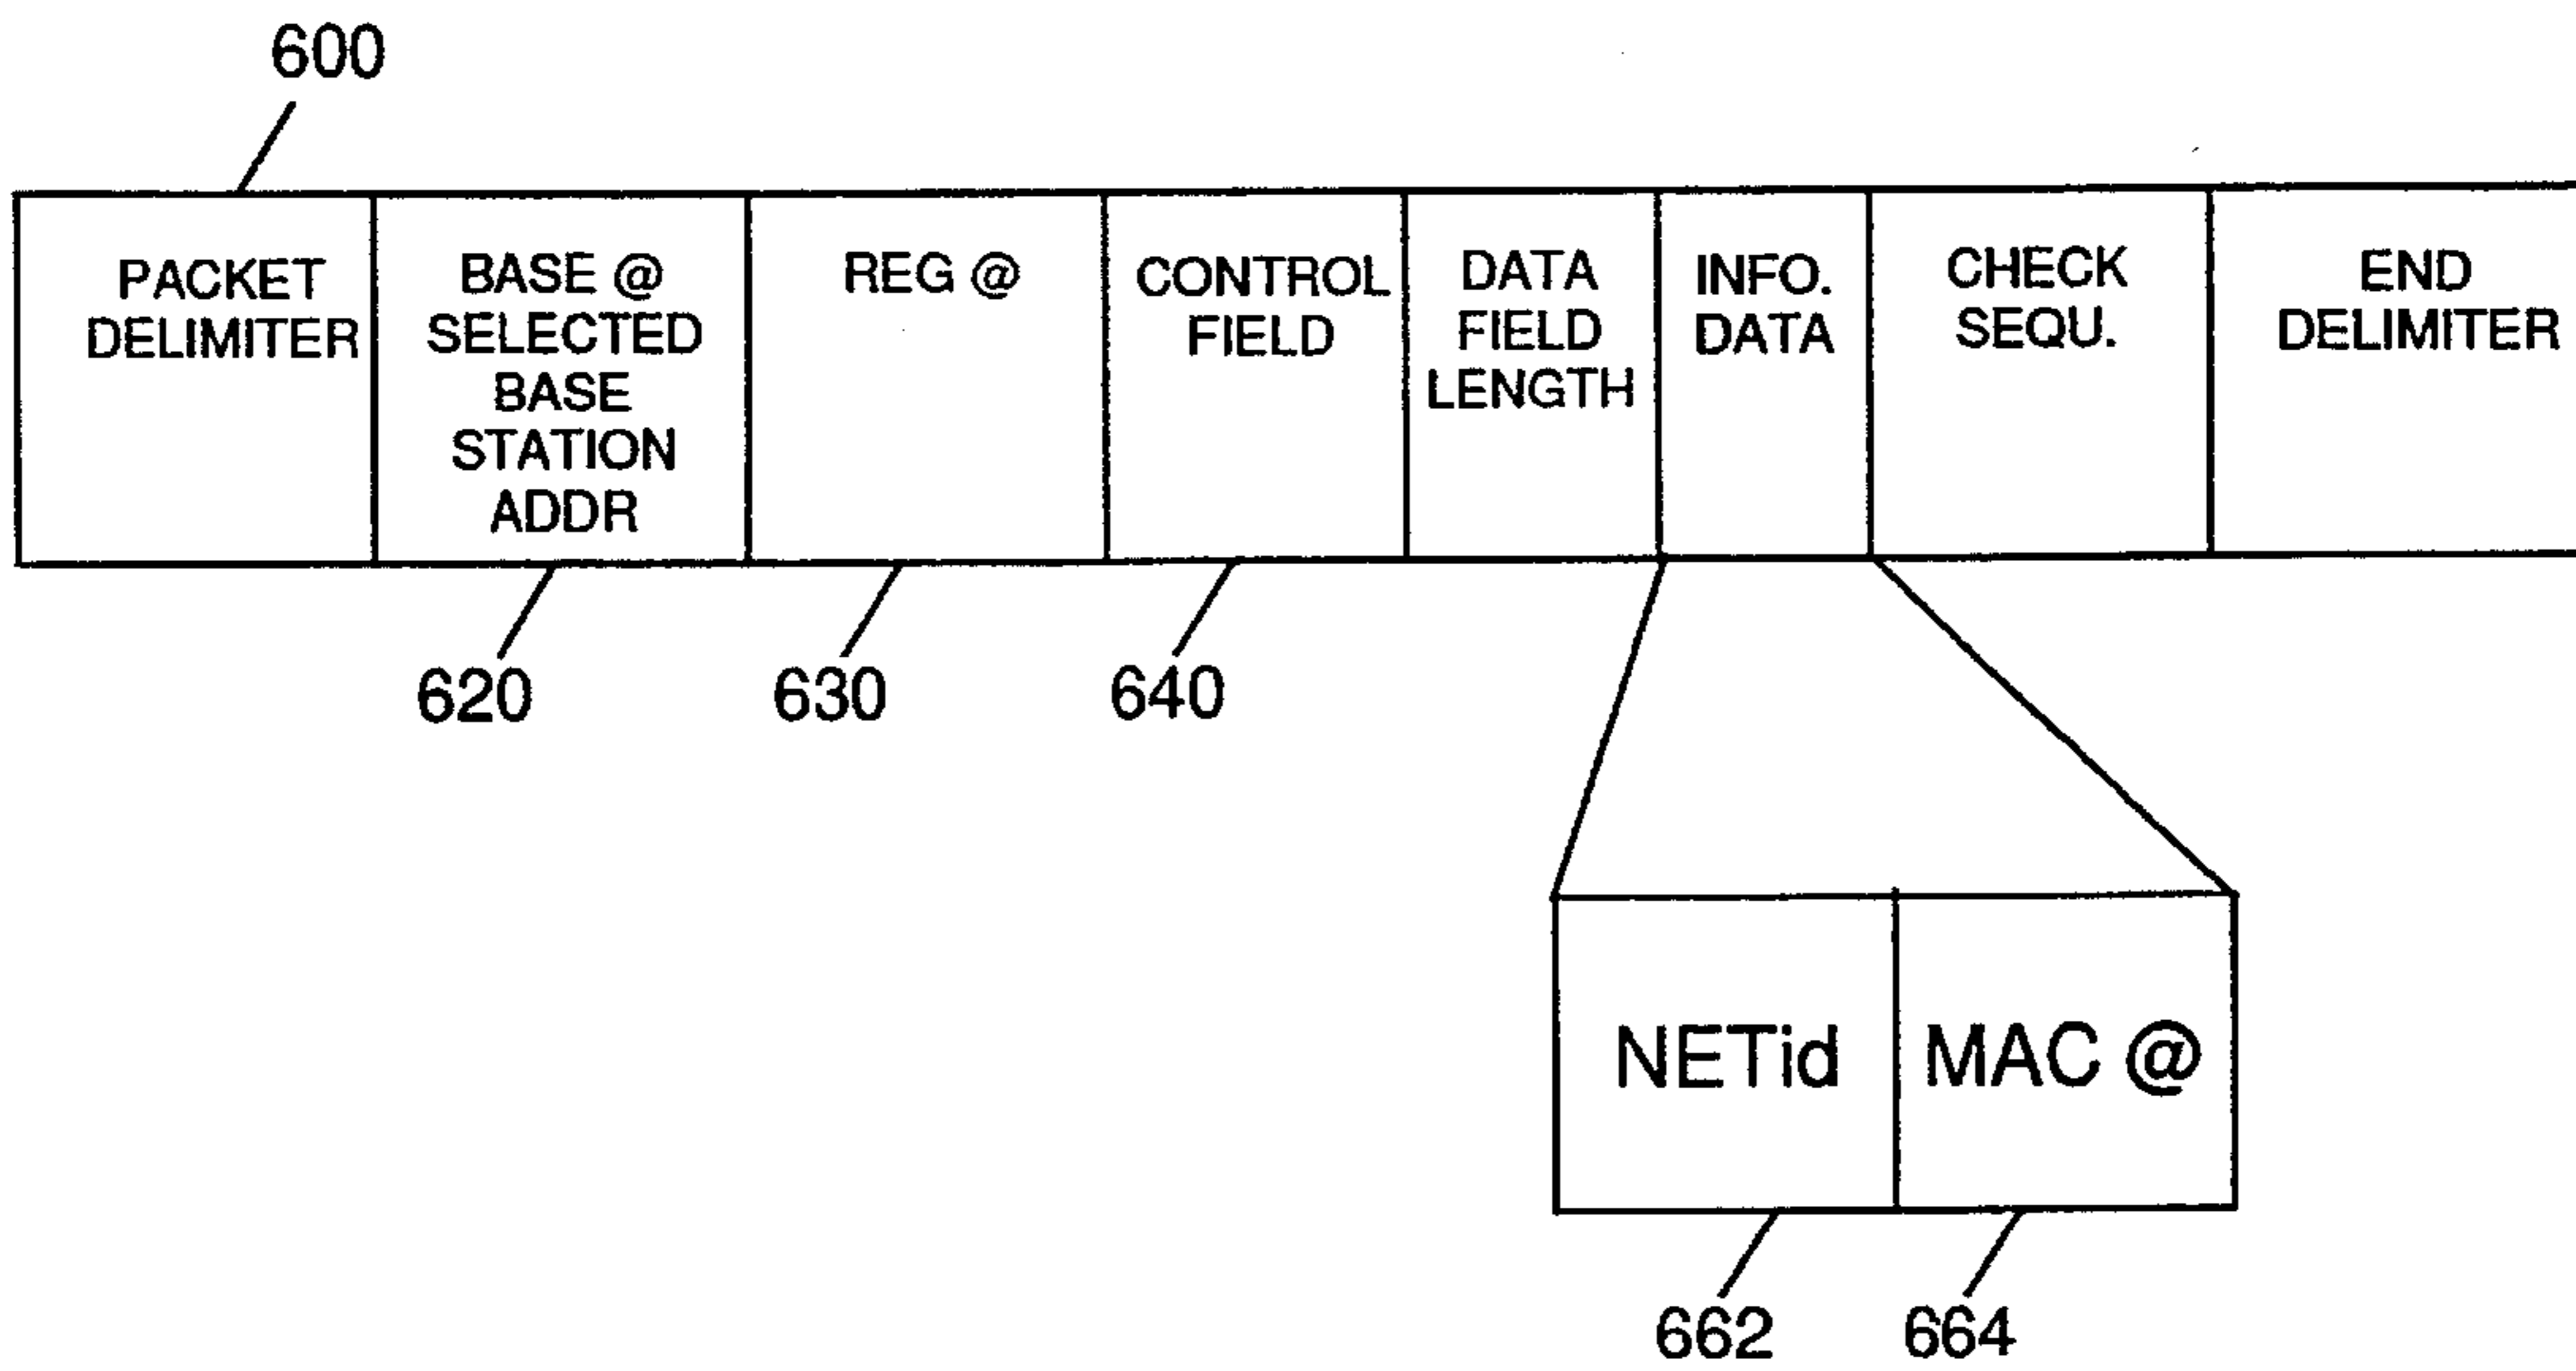 600
PACKET
DELIMITER
BASE @
SELECTED
BASE
STATION
ADDR
REG @
CONTROL
FIELD
DATA
FIELD
LENGTH
INFO.
DATA
CHECK
SEQU.
END
DELIMITER
620
630
640
NETid
MAC @
662
664